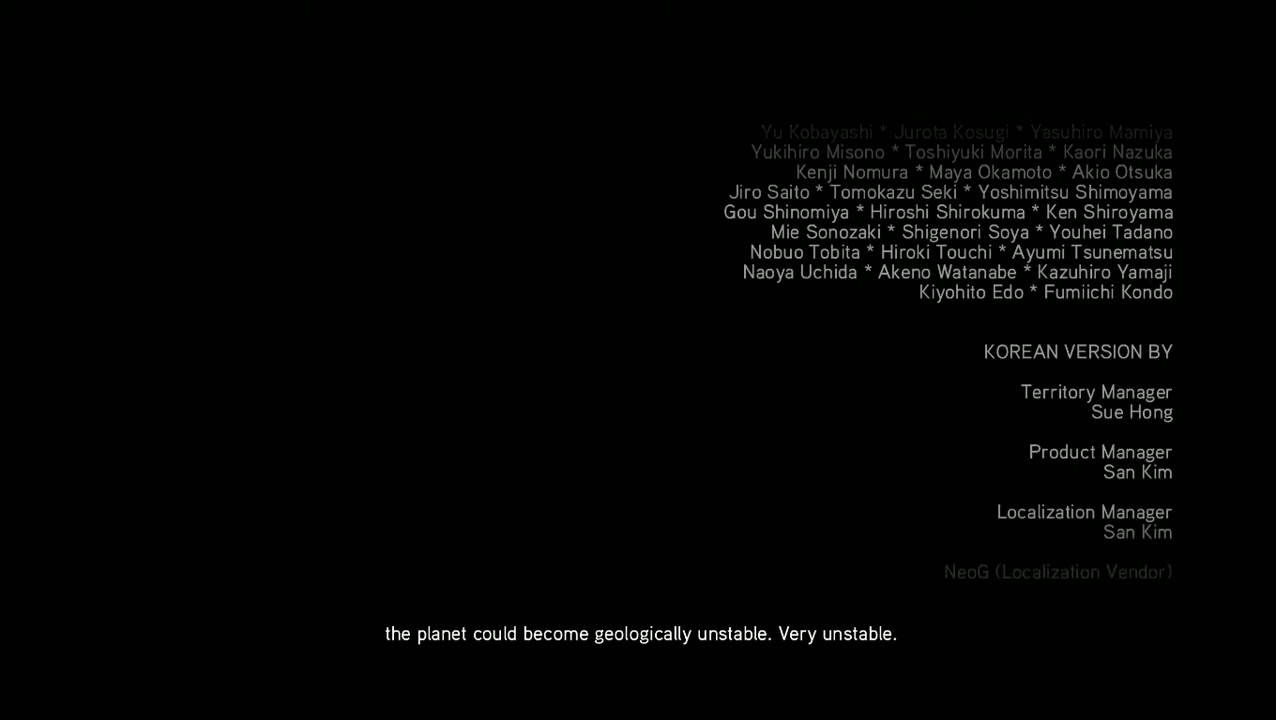 Yu Kobayashi * Jurota Kosugi * Yasuhiro Mamiya
Yukihiro Misono * Toshiyuki Morita * Kaori Nazuka
Kenji Nomura * Maya Okamoto * Akio Otsuka
Jiro Saito * Tomokazu Seki * Yoshimitsu Shimoyama
Gou Shinomiya * Hiroshi Shirokuma * Ken Shiroyama
Mie Sonozaki * Shigenori Soya * Youhei Tadano
Nobuo Tobita * Hiroki Touchi * Ayumi Tsunematsu
Naoya Uchida * Akeno Watanabe * Kazuhiro Yamaji
Kiyohito Edo * Fumiichi Kondo
KOREAN VERSION BY
Territory Manager
Sue Hong
Product Manager
San Kim
Localization Manager
San Kim
NeoG (Localization Vendor)
the planet could become geologically unstable. Very unstable.